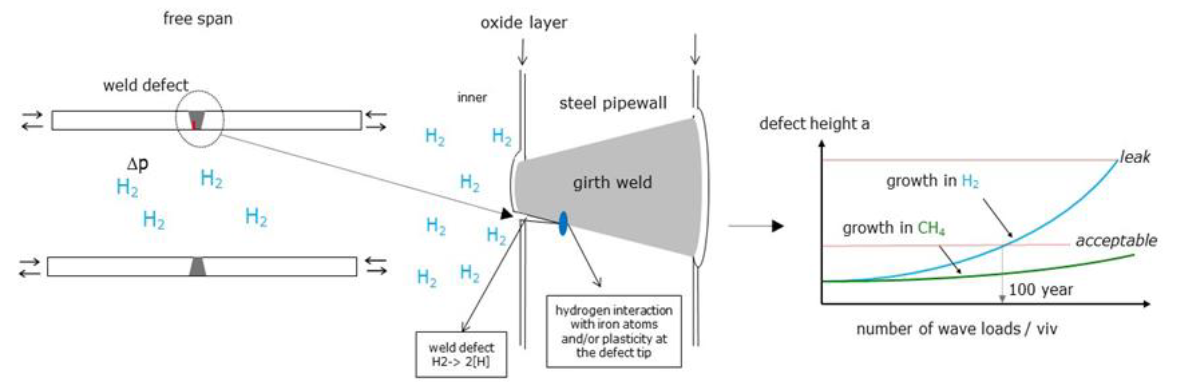 free span
weld defect
Δp
H2
H2
H2
H2
oxide layer
inner
steel pipewall
H2
H2
H2
H2
H2
H2
H2
girth weld
weld defect
H2-> 2[H]
hydrogen interaction
with iron atoms
and/or plasticity at
the defect tip
defect height a
leak
growth in H2
growth in CH4
acceptable
100 year
number of wave loads / viv